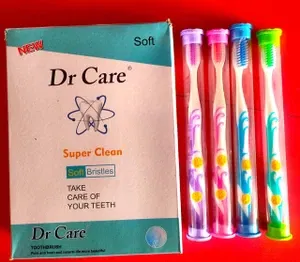 NEW
Soft
Dr Care®
Super Clean
Soft Bristles
TAKE
CARE OF
YOUR TEETH
Dr Care
TOOTHBRUSH